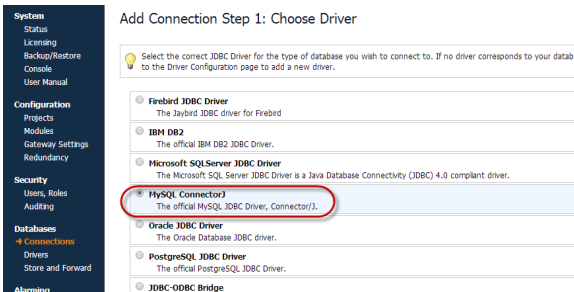 System
Status
Licensing
Backup/Restore
Console
User Manual
Configuration
Projects
Modules
Gateway Settings
Redundancy
Security
Users, Roles
Auditing
Databases
Connections
Drivers
Store and Forward
Alarming
Add Connection Step 1: Choose Driver
Select the correct JDBC Driver for the type of database you wish to connect to. If no driver corresponds to your datab
to the Driver Configuration page to add a new driver.
Firebird JDBC Driver
The Jaybird JDBC driver for Firebird
IBM DB2
The official IBM DB2 JDBC Driver.
Microsoft SQLServer JDBC Driver
The Microsoft SQL Server JDBC Driver is a Java Database Connectivity (JDBC) 4.0 compliant driver.
MySQL ConnectorJ
The official MySQL JDBC Driver, Connector/J.
Oracle JDBC Driver
The Oracle Database JDBC driver.
PostgreSQL JDBC Driver
The official PostgreSQL JDBC Driver.
JDBC-ODBC Bridge